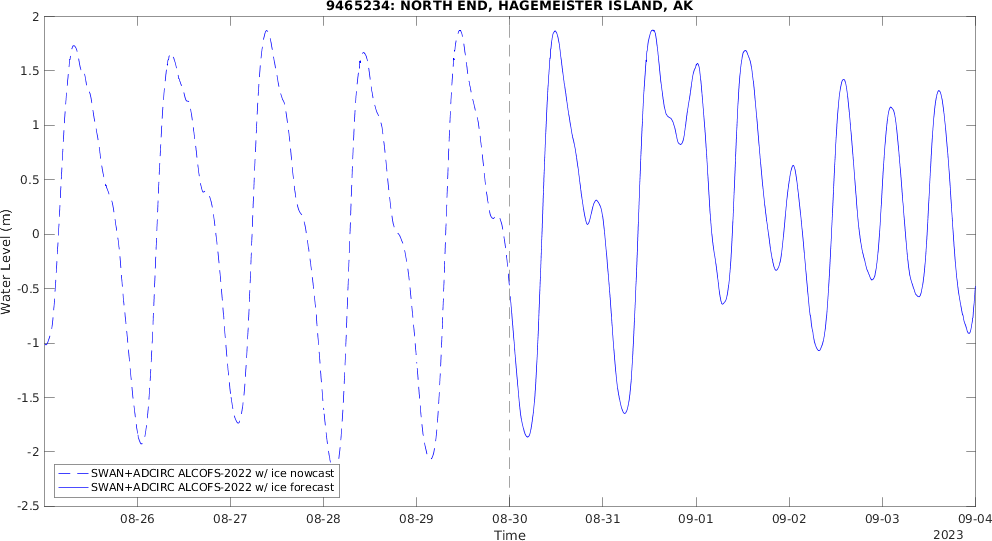 9465234: NORTH END, HAGEMEISTER ISLAND, AK
2
1.5
1
0.5
0
-0.5
-1
-1.5
-2
-2.5
Water Level (m)
SWAN+ADCIRC ALCOFS-2022 w/ ice nowcast
SWAN+ADCIRC ALCOFS-2022 w/ ice forecast
08-26 08-27 08-28 08-29 08-30 08-31 09-01 09-02 09-03 09-04
Time
2023